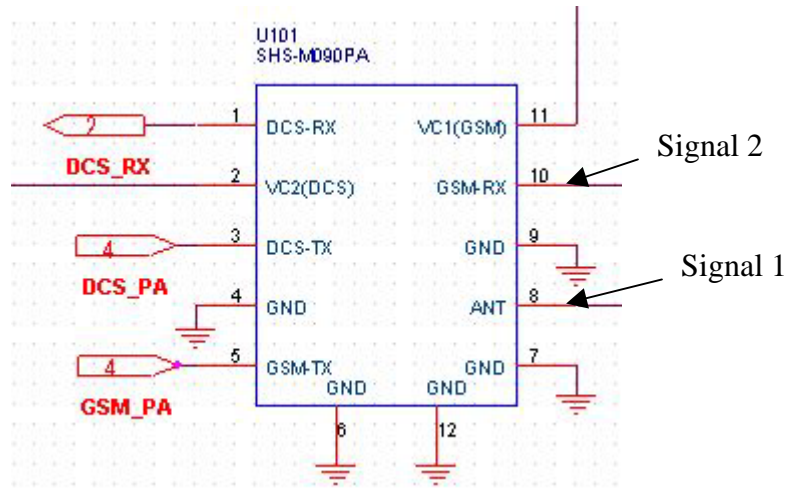 U101
SHS-M090PA
1
DCS-RX
VC1(GSM)
11
2
DCS_RX
Signal 2
2
VC2(DCS)
GSM-RX
10
3
DCS-TX
GND
9
4
DCS_PA
Signal 1
4
GND
ANT
8
5
GSM-TX
GND
7
4
GSM_PA
GND
GND
6
12